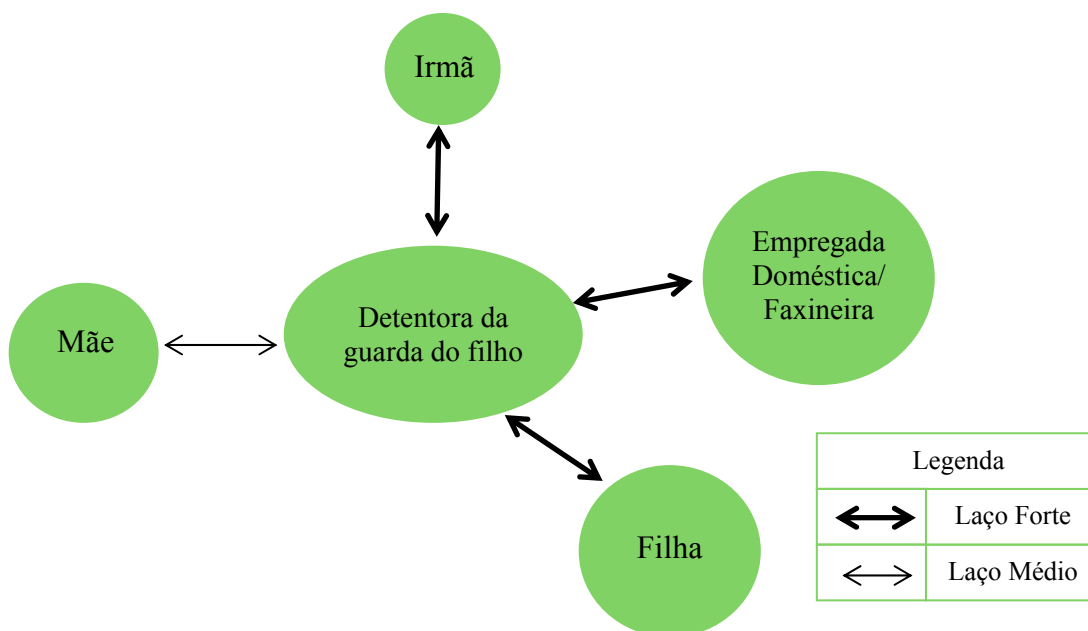 Irmã
Empregada
Doméstica/
Faxineira
Mãe
Detentora da
guarda do filho
Filha
Legenda
Laço Forte
Laço Médio